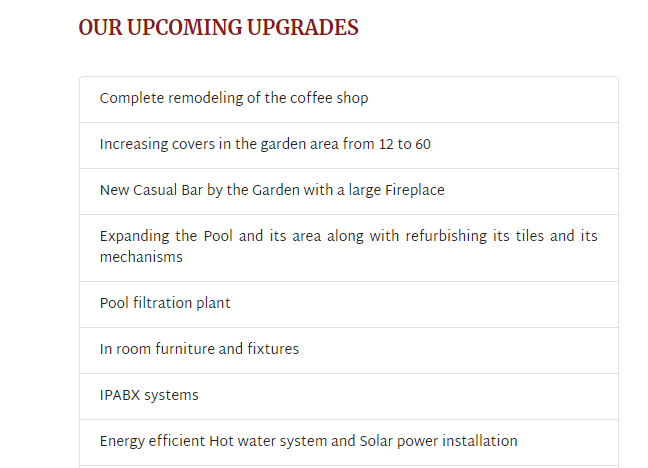 OUR UPCOMING UPGRADES
Complete remodeling of the coffee shop
Increasing covers in the garden area from 12 to 60
New Casual Bar by the Garden with a large Fireplace
Expanding the Pool and its area along with refurbishing its tiles and its
mechanisms
Pool filtration plant
In room furniture and fixtures
IPABX systems
Energy efficient Hot water system and Solar power installation